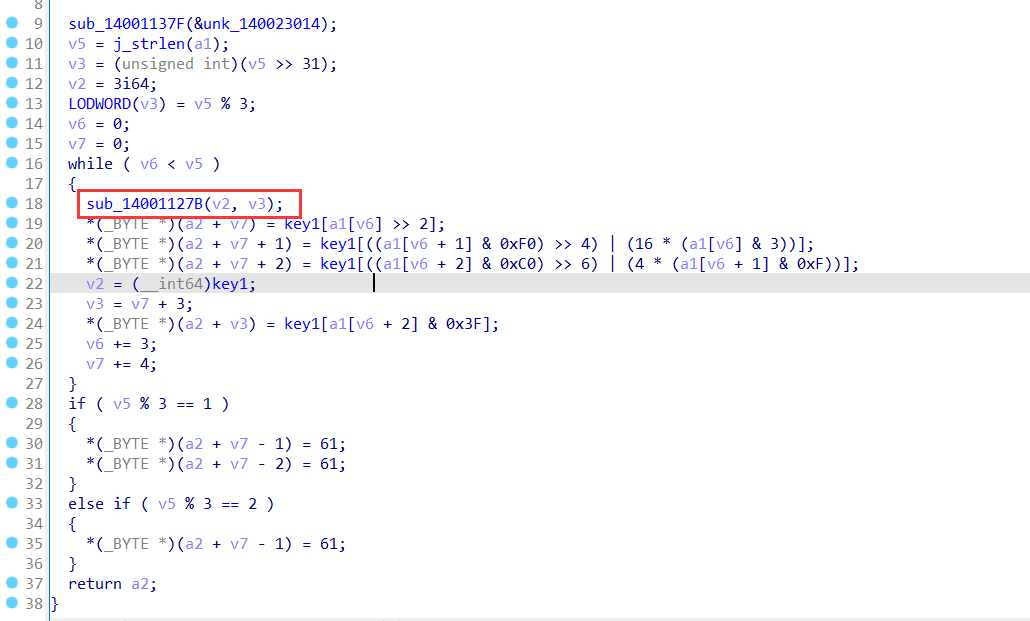 8
9 sub_14001137F(&unk_140023014);
10 v5 = j_strlen(a1);
11 v3 = (unsigned int)(v5 >> 31);
12 v2 = 3i64;
13 LODWORD(v3) = v5 % 3;
14 v6 = 0;
15 v7 = 0;
16 while ( v6 < v5 )
17 {
18 sub_14001127B(v2, v3);
19 *(_BYTE *)(a2 + v7) = key1[a1[v6] >> 2];
20 *(_BYTE *)(a2 + v7 + 1) = key1[((a1[v6 + 1] & 0xF0) >> 4) | (16 * (a1[v6] & 3))];
21 *(_BYTE *)(a2 + v7 + 2) = key1[((a1[v6 + 2] & 0xC0) >> 6) | (4 * (a1[v6 + 1] & 0xF))];
22 v2 = (__int64)key1;
23 v3 = v7 + 3;
24 *(_BYTE *)(a2 + v3) = key1[a1[v6 + 2] & 0x3F];
25 v6 += 3;
26 v7 += 4;
27 }
28 if ( v5 % 3 == 1 )
29 {
30 *(_BYTE *)(a2 + v7 - 1) = 61;
31 *(_BYTE *)(a2 + v7 - 2) = 61;
32 }
33 else if ( v5 % 3 == 2 )
34 {
35 *(_BYTE *)(a2 + v7 - 1) = 61;
36 }
37 return a2;
38 }